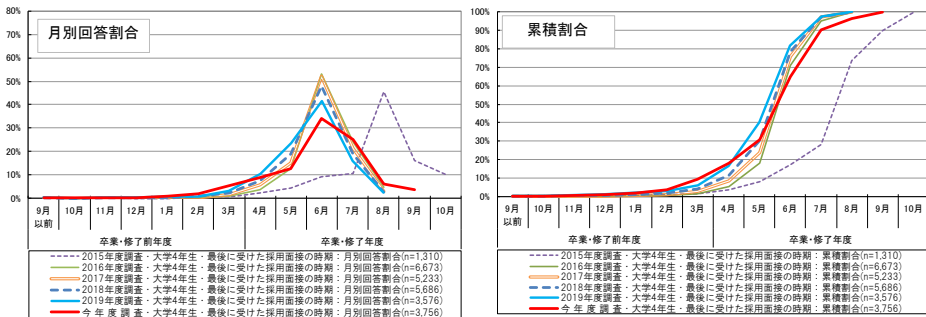 月別回答割合
80%
70%
60%
50%
40%
30%
20%
10%
0%
9月 10月 11月 12月 1月 2月 3月 4月 5月 6月 7月 8月 9月 10月
以前
卒業・修了前年度 卒業・修了年度
2015年度調査・大学4年生・最後に受けた採用面接の時期：月別回答割合(n=1,310)
2016年度調査・大学4年生・最後に受けた採用面接の時期：月別回答割合(n=6,673)
2017年度調査・大学4年生・最後に受けた採用面接の時期：月別回答割合(n=5,233)
2018年度調査・大学4年生・最後に受けた採用面接の時期：月別回答割合(n=5,686)
2019年度調査・大学4年生・最後に受けた採用面接の時期：月別回答割合(n=3,576)
今年度調査・大学4年生・最後に受けた採用面接の時期：月別回答割合(n=3,756)
累積割合
100%
90%
80%
70%
60%
50%
40%
30%
20%
10%
0%
9月 10月 11月 12月 1月 2月 3月 4月 5月 6月 7月 8月 9月 10月
以前
卒業・修了前年度 卒業・修了年度
2015年度調査・大学4年生・最後に受けた採用面接の時期：累積割合(n=1,310)
2016年度調査・大学4年生・最後に受けた採用面接の時期：累積割合(n=6,673)
2017年度調査・大学4年生・最後に受けた採用面接の時期：累積割合(n=5,233)
2018年度調査・大学4年生・最後に受けた採用面接の時期：累積割合(n=5,686)
2019年度調査・大学4年生・最後に受けた採用面接の時期：累積割合(n=3,576)
今年度調査・大学4年生・最後に受けた採用面接の時期：累積割合(n=3,756)